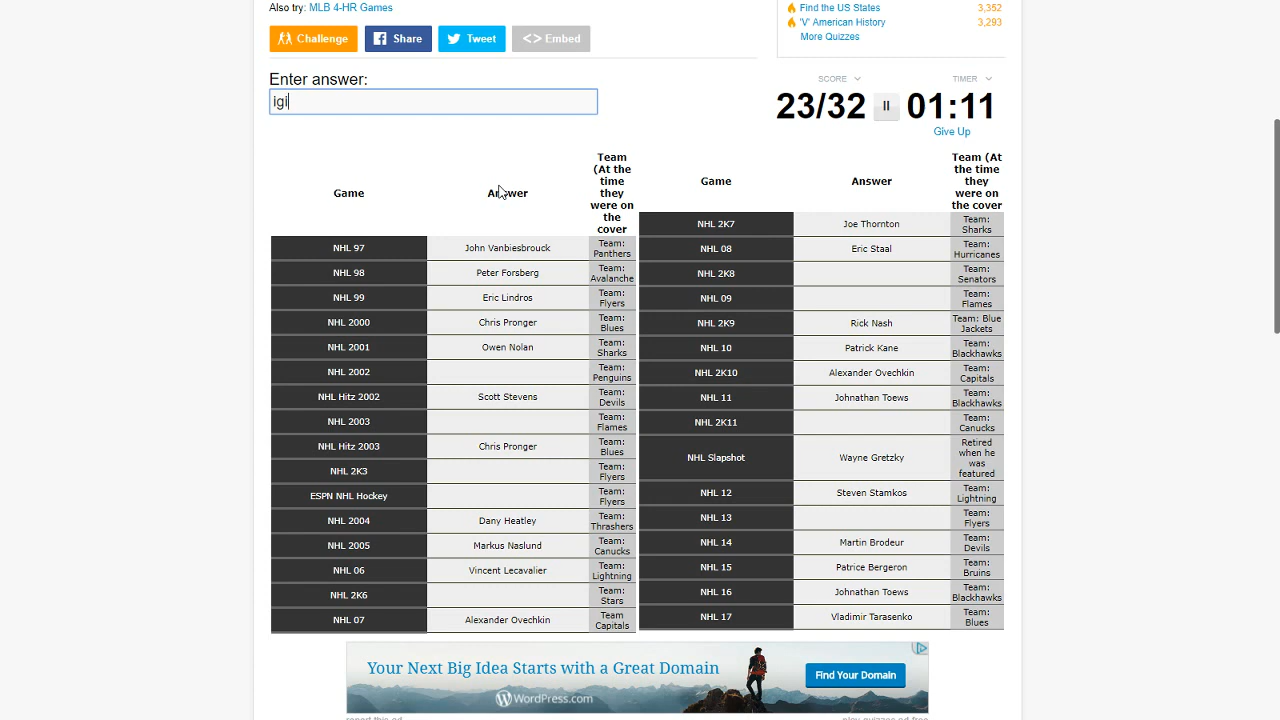 Also try: MLB 4-HR Games
Find the US States 3,352
'V' American History 3,293
More Quizzes
Challenge Share Tweet <> Embed
Enter answer:
igi
SCORE TIMER
23/32 01:11
Give Up
Game Answer Team (At the time they were on the cover
NHL 97 John Vanbiesbrouck Team: Panthers
NHL 98 Peter Forsberg Team: Avalanche
NHL 99 Eric Lindros Team: Flyers
NHL 2000 Chris Pronger Team: Blues
NHL 2001 Owen Nolan Team: Sharks
NHL 2002 Team: Penguins
NHL Hitz 2002 Scott Stevens Team: Devils
NHL 2003 Team: Flames
NHL Hitz 2003 Chris Pronger Team: Blues
NHL 2K3 Team: Flyers
ESPN NHL Hockey Team: Flyers
NHL 2004 Dany Heatley Team: Thrashers
NHL 2005 Markus Naslund Team: Canucks
NHL 06 Vincent Lecavalier Team: Lightning
NHL 2K6 Team: Stars
NHL 07 Alexander Ovechkin Team Capitals
Game Answer Team (At the time they were on the cover
NHL 2K7 Joe Thornton Team: Sharks
NHL 08 Eric Staal Team: Hurricanes
NHL 2K8 Team: Senators
NHL 09 Team: Flames
NHL 2K9 Rick Nash Team: Blue Jackets
NHL 10 Patrick Kane Team: Blackhawks
NHL 2K10 Alexander Ovechkin Team: Capitals
NHL 11 Johnathan Toews Team: Blackhawks
NHL 2K11 Team: Canucks
NHL Slapshot Wayne Gretzky Retired when he was featured
NHL 12 Steven Stamkos Team: Lightning
NHL 13 Team: Flyers
NHL 14 Martin Brodeur Team: Devils
NHL 15 Patrice Bergeron Team: Bruins
NHL 16 Johnathan Toews Team: Blackhawks
NHL 17 Vladimir Tarasenko Team: Blues
Your Next Big Idea Starts with a Great Domain
WordPress.com
Find Your Domain
report this ad play quizzes ad free